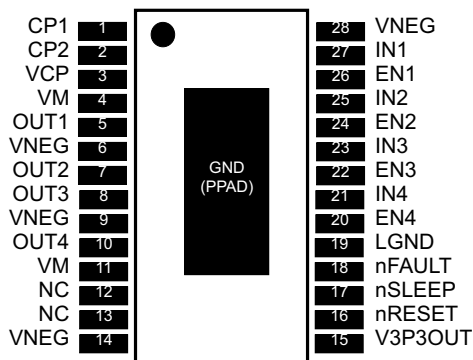 CP1 1 28 VNEG
CP2 2 27 IN1
VCP 3 26 EN1
VM 4 25 IN2
OUT1 5 24 EN2
VNEG 6 23 IN3
OUT2 7 22 EN3
OUT3 8 21 IN4
VNEG 9 20 EN4
OUT4 10 19 LGND
VM 11 18 nFAULT
NC 12 17 nSLEEP
NC 13 16 nRESET
VNEG 14 15 V3P3OUT
GND
(PPAD)